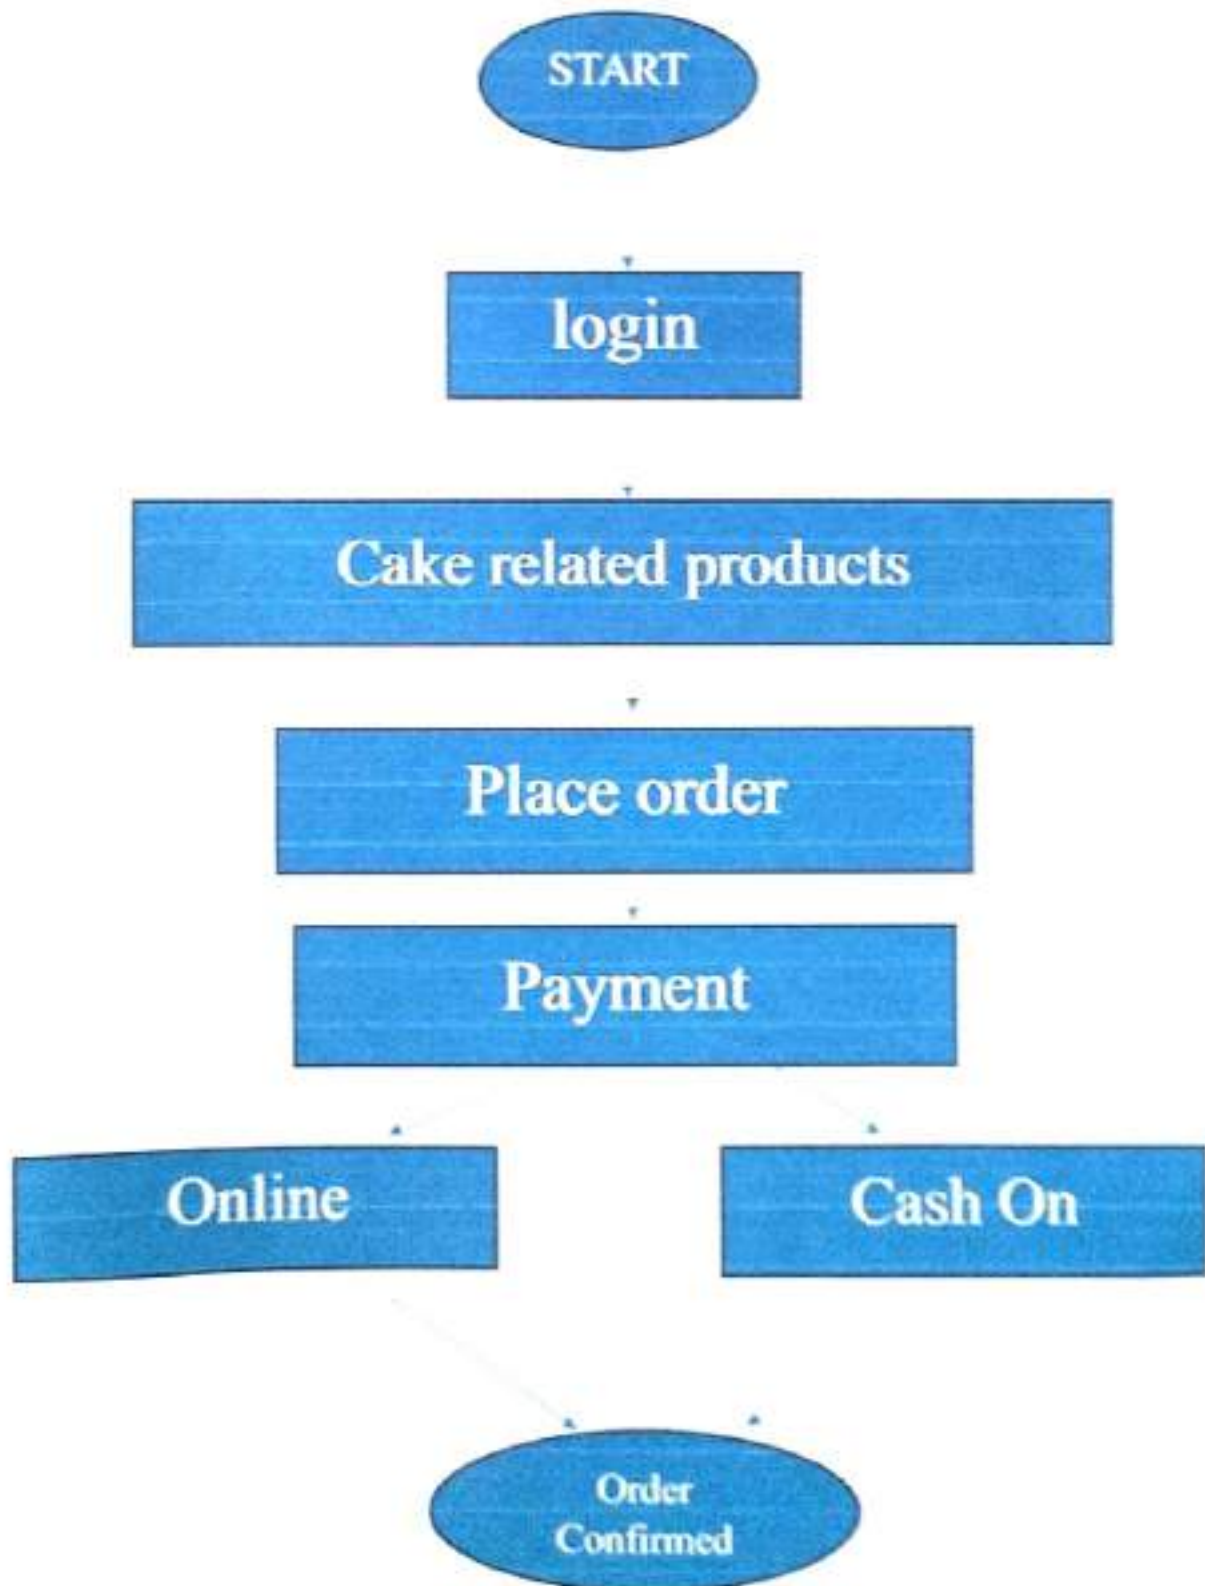 START
login
Cake related products
Place order
Payment
Online
Cash On
Order
Confirmed